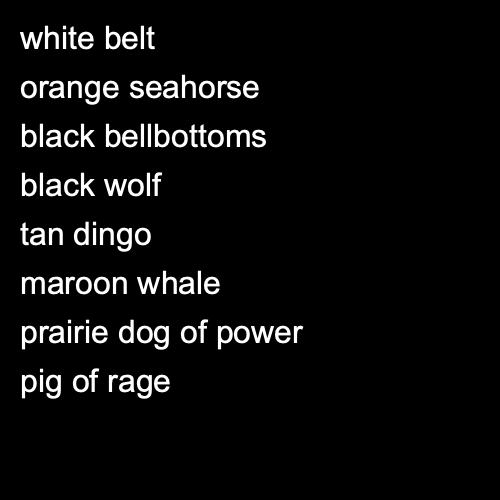 white belt
orange seahorse
black bellbottoms
black wolf
tan dingo
maroon whale
prairie dog of power
pig of rage